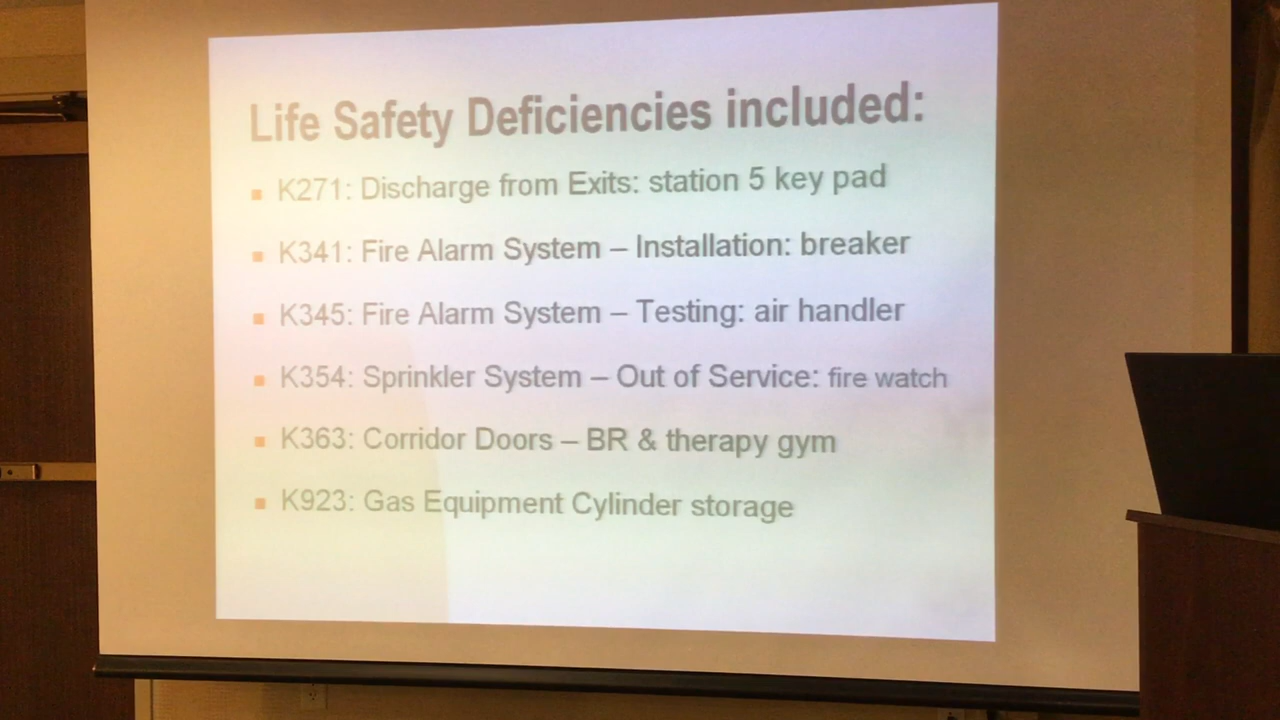 Life Safety Deficiencies included:
K271: Discharge from Exits: station 5 key pad
K341: Fire Alarm System – Installation: breaker
K345: Fire Alarm System – Testing: air handler
K354: Sprinkler System – Out of Service: fire watch
K363: Corridor Doors – BR & therapy gym
K923: Gas Equipment Cylinder storage